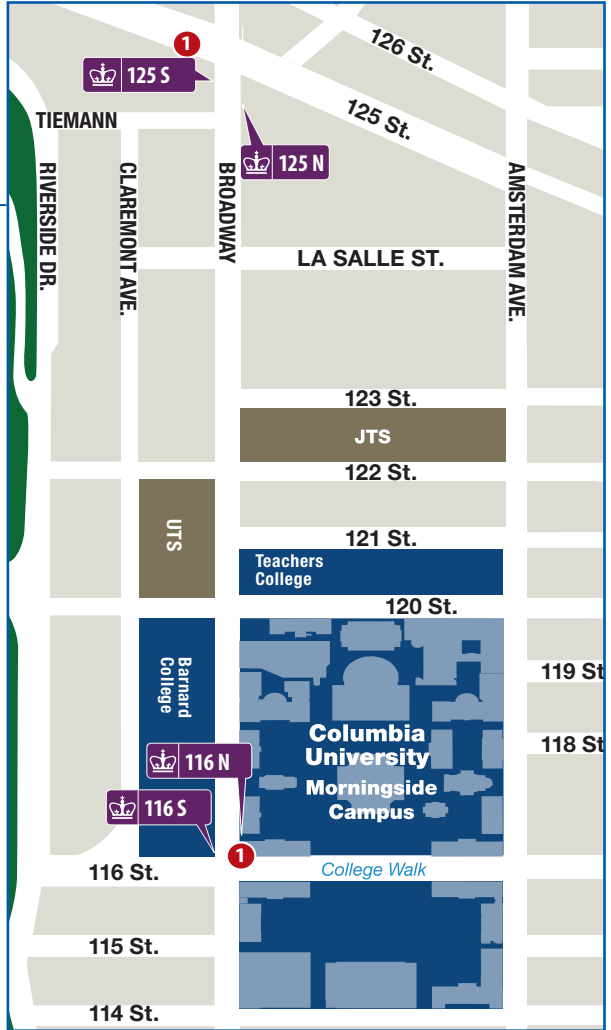 1
126 St.
125 S
125 St.
TIEMANN
125 N
RIVERSIDE DR.
CLAREMONT AVE.
BROADWAY
AMSTERDAM AVE.
LA SALLE ST.
123 St.
JTS
122 St.
UTS
121 St.
Teachers
College
120 St.
Barnard
College
119 St
Columbia
University
118 St
116 N
Morningside
Campus
116 S
1
116 St.
College Walk
115 St.
114 St.